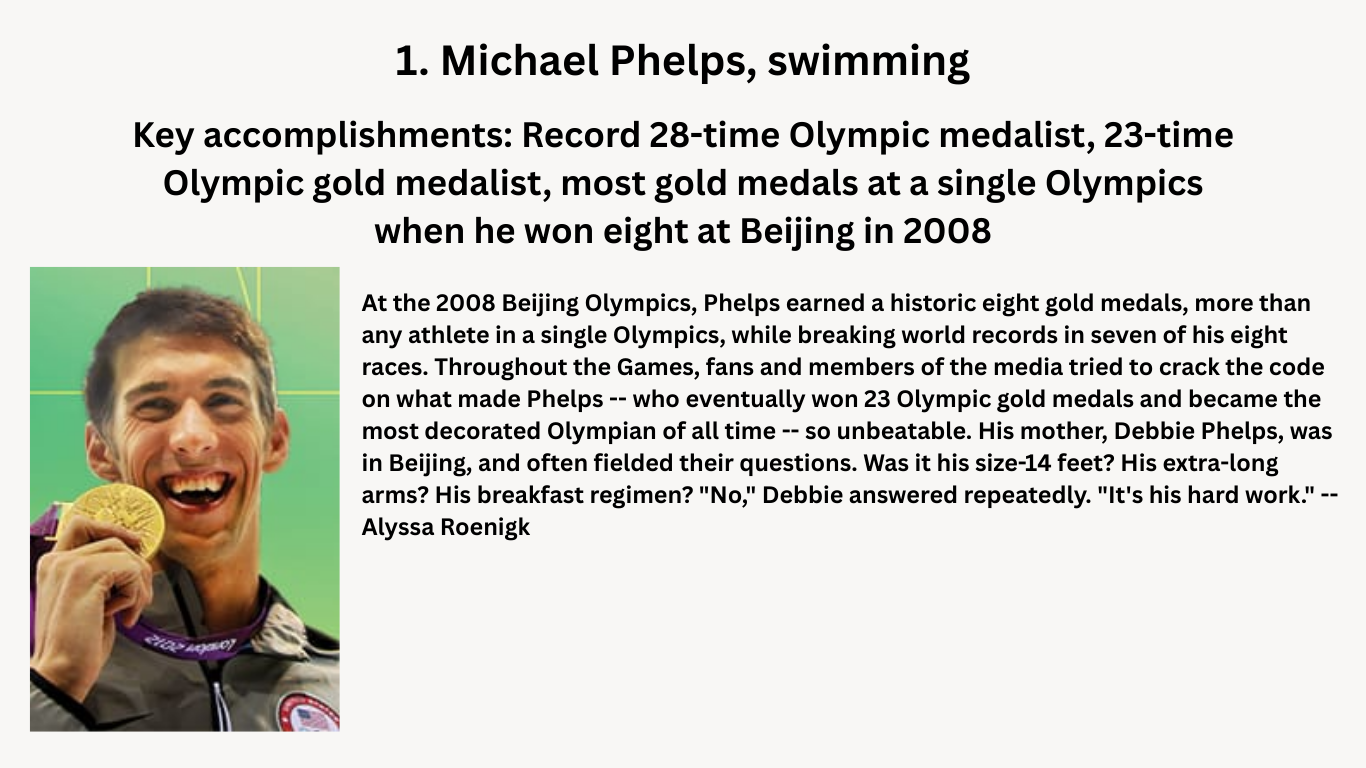 1. Michael Phelps, swimming
Key accomplishments: Record 28-time Olympic medalist, 23-time
Olympic gold medalist, most gold medals at a single Olympics
when he won eight at Beijing in 2008
At the 2008 Beijing Olympics, Phelps earned a historic eight gold medals, more than
any athlete in a single Olympics, while breaking world records in seven of his eight
races. Throughout the Games, fans and members of the media tried to crack the code
on what made Phelps -- who eventually won 23 Olympic gold medals and became the
most decorated Olympian of all time -- so unbeatable. His mother, Debbie Phelps, was
in Beijing, and often fielded their questions. Was it his size-14 feet? His extra-long
arms? His breakfast regimen? "No," Debbie answered repeatedly. "It's his hard work." --
Alyssa Roenigk
London 2012